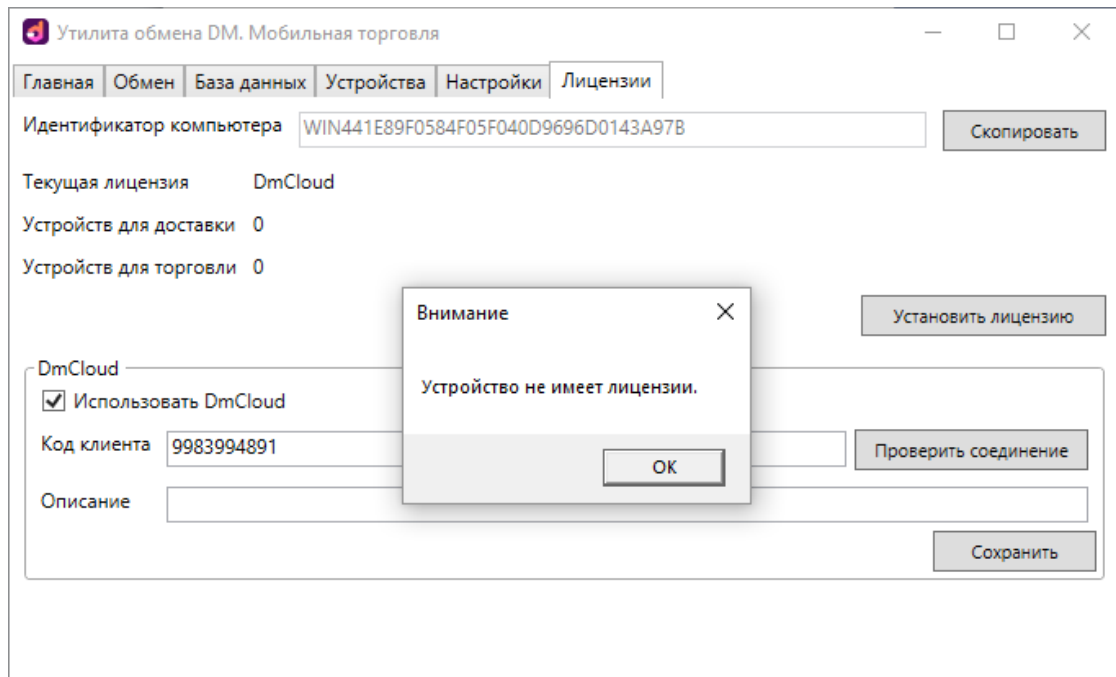 Утилита обмена DM. Мобильная торговля
Главная Обмен База данных Устройства Настройки Лицензии
Идентификатор компьютера WIN441E89F0584F05F040D9696D0143A97B Скопировать
Текущая лицензия DmCloud
Устройств для доставки 0
Устройств для торговли 0
Внимание
Установить лицензию
DmCloud
Устройство не имеет лицензии.
Использовать DmCloud
Код клиента 9983994891 Проверить соединение
OK
Описание
Сохранить